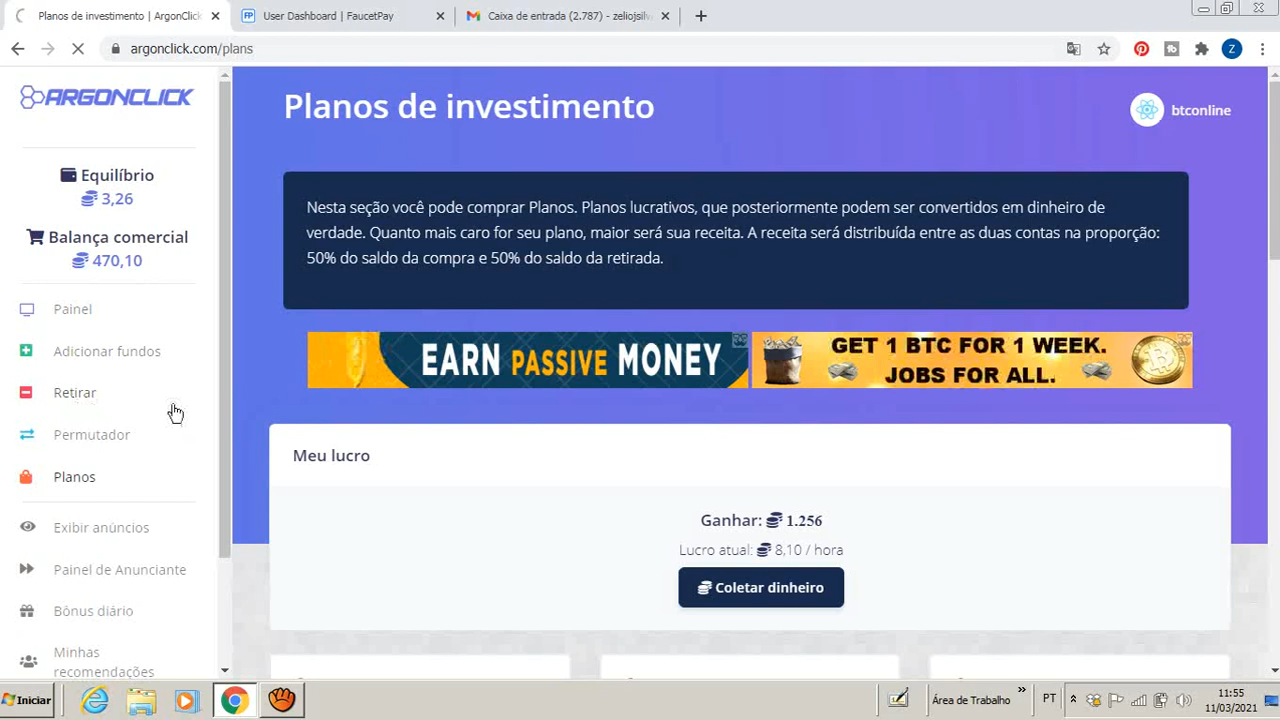 Planos de investimento | ArgonClic
User Dashboard | FaucetPay
Caixa de entrada (2.787) - zeliojsil
argonclick.com/plans
Z
ARGONCLICK
Equilíbrio
3,26
Balança comercial
470,10
Painel
Adicionar fundos
Retirar
Permutador
Planos
Exibir anúncios
Painel de Anunciante
Bônus diário
Minhas
recomendações
Planos de investimento
btconline
Nesta seção você pode comprar Planos. Planos lucrativos, que posteriormente podem ser convertidos em dinheiro de
verdade. Quanto mais caro for seu plano, maior será sua receita. A receita será distribuída entre as duas contas na proporção:
50% do saldo da compra e 50% do saldo da retirada.
EARN PASSIVE MONEY
GET 1 BTC FOR 1 WEEK.
JOBS FOR ALL.
Meu lucro
Ganhar: 1.256
Lucro atual: 8,10 / hora
Coletar dinheiro
Iniciar
Área de Trabalho
PT
11:55
11/03/2021